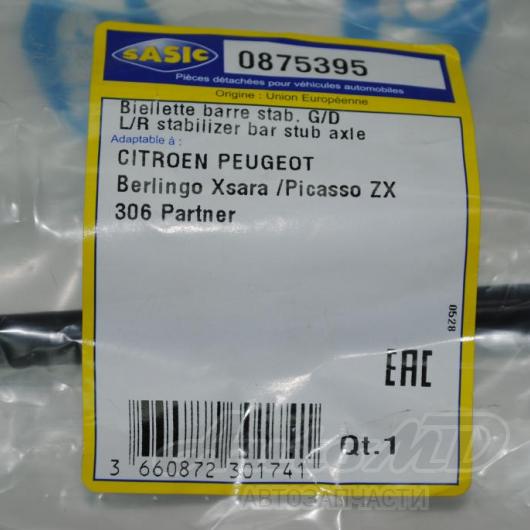 SASIC
0875395
Pièces détachées pour véhicules automobiles
Origine : Union Européenne
Biellette barre stab. G/D
L/R stabilizer bar stub axle
Adaptable à :
CITROEN PEUGEOT
Berlingo Xsara /Picasso ZX
306 Partner
0528
EAC
Qt.1
3 660872 301741
АВТОЗАПЧАСТИ